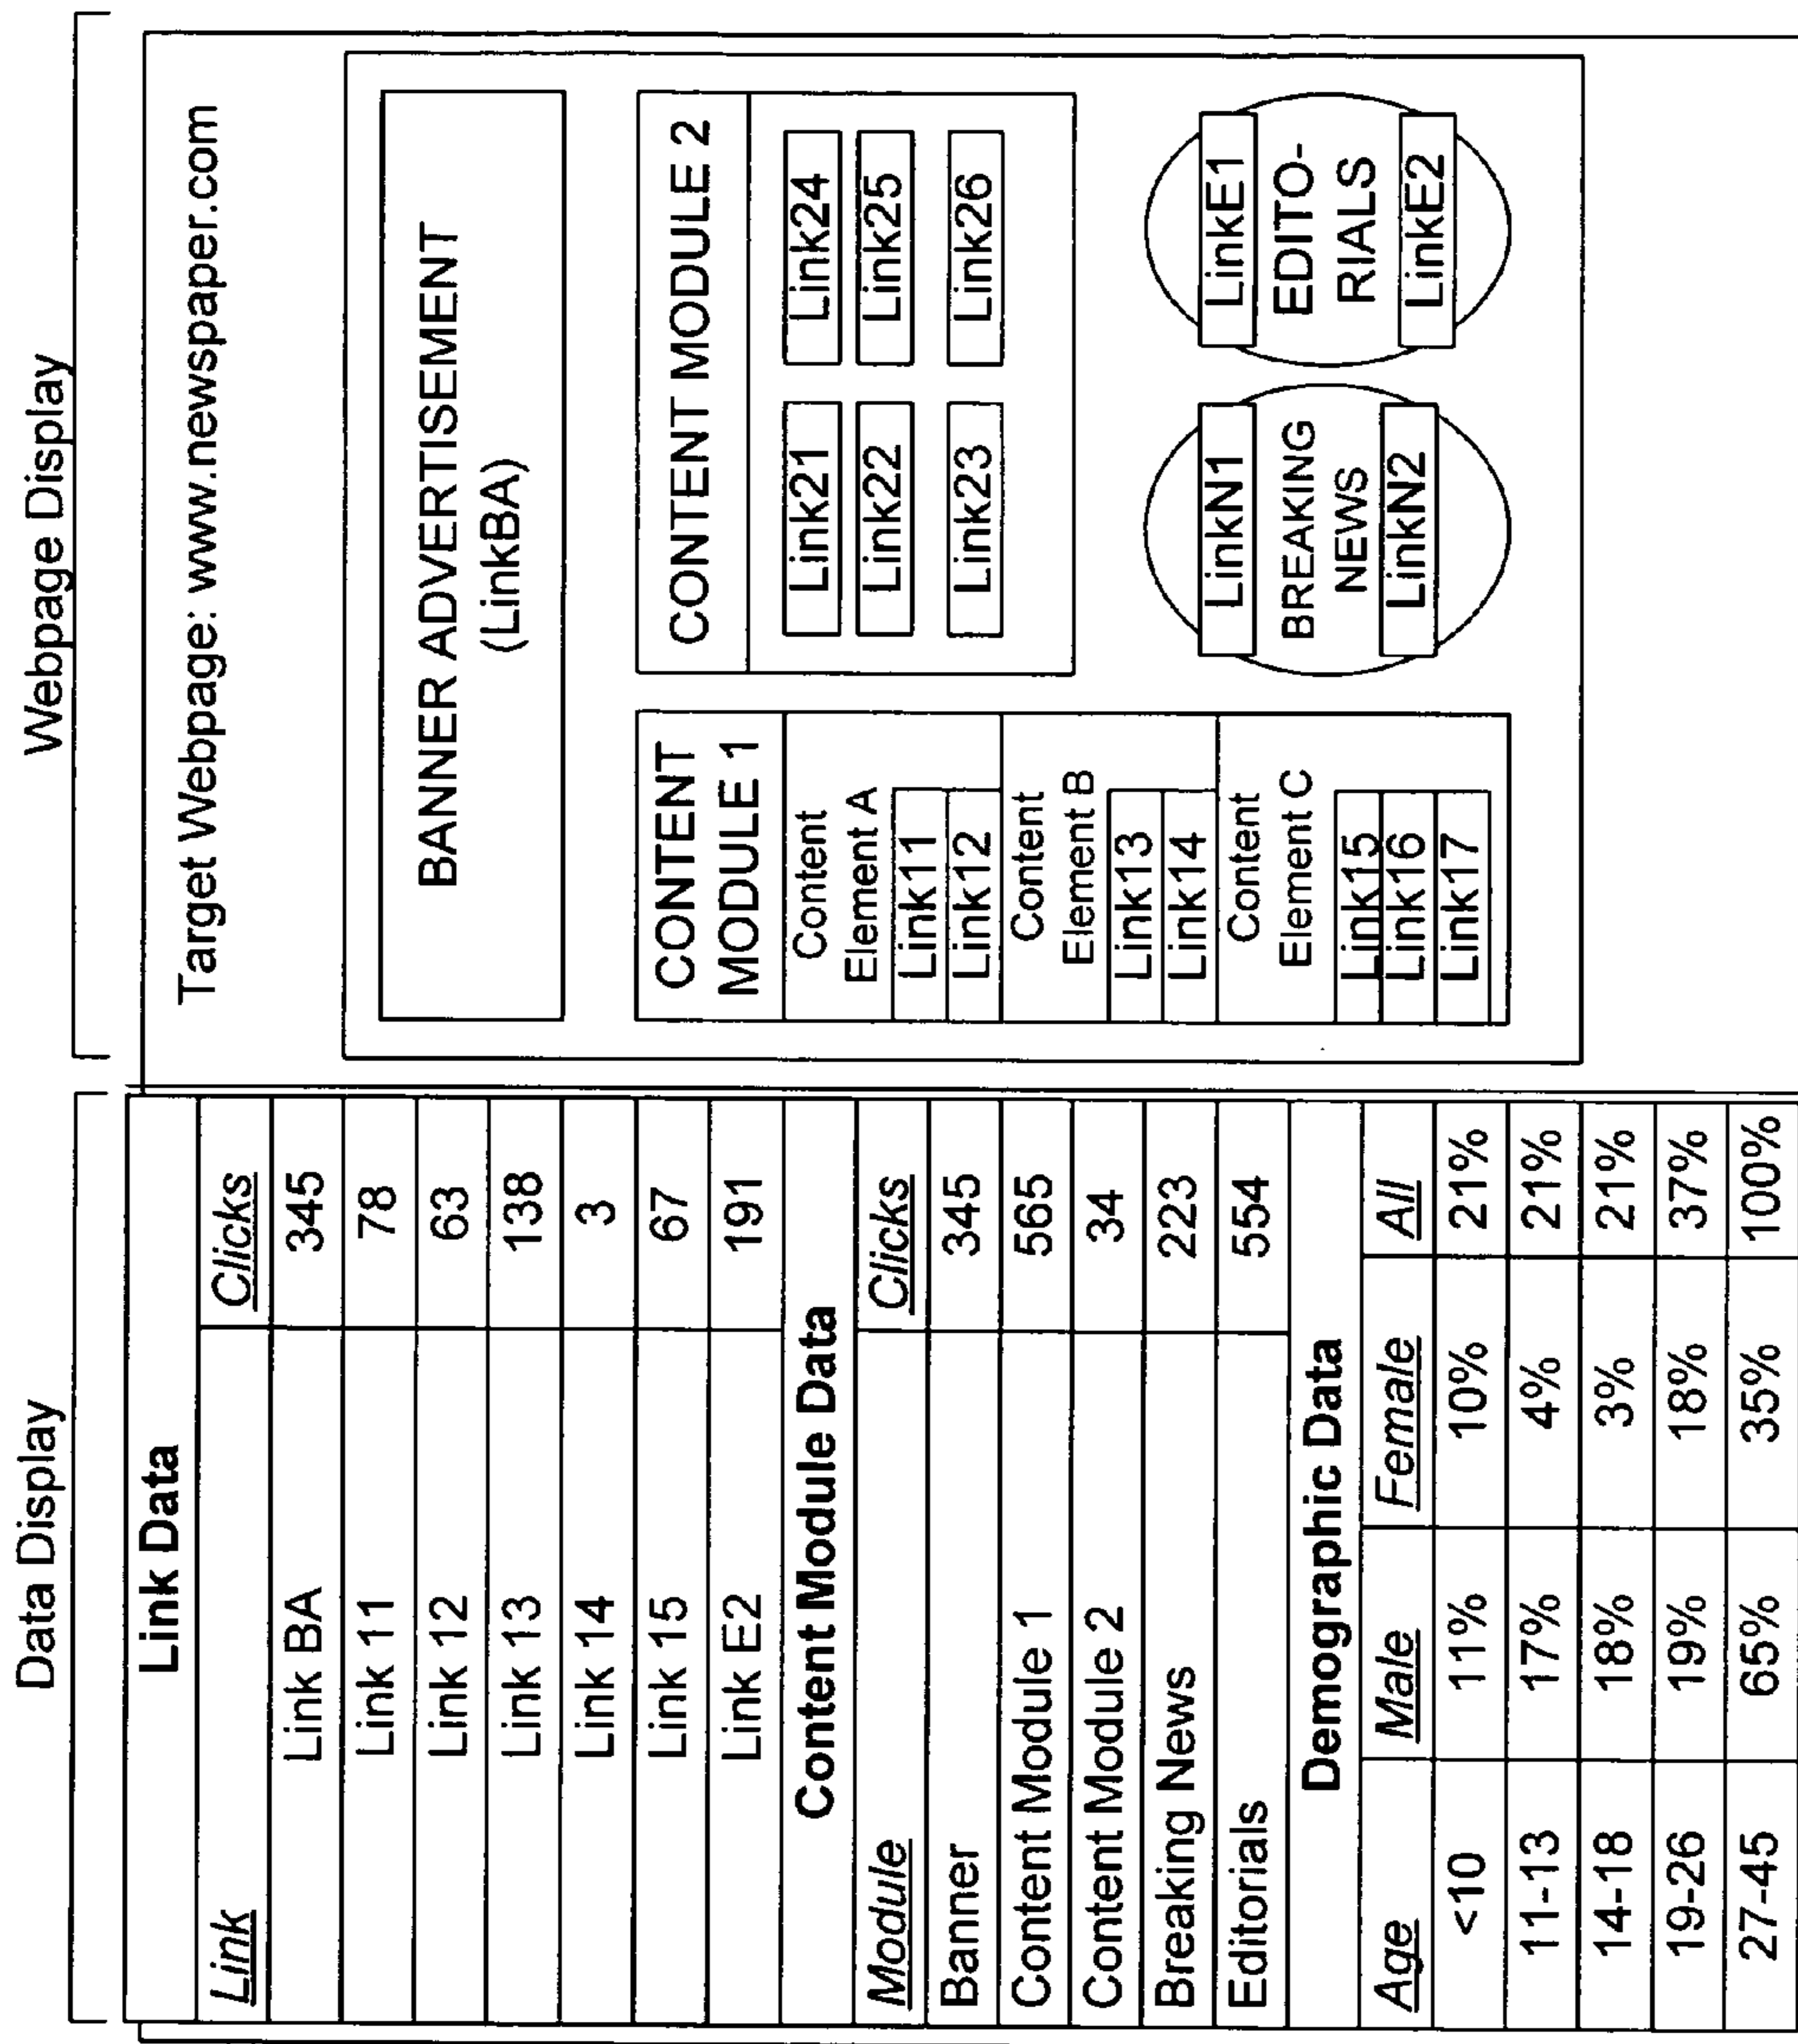 Data Display
Link Data
Link Clicks
Link BA 345
Link 11 78
Link 12 63
Link 13 138
Link 14 3
Link 15 67
Link E2 191
Content Module Data
Module Clicks
Banner 345
Content Module 1 565
Content Module 2 34
Breaking News 223
Editorials 554
Demographic Data
Age Male Female All
<10 11% 10% 21%
11-13 17% 4% 21%
14-18 18% 3% 21%
19-26 19% 18% 37%
27-45 65% 35% 100%
Webpage Display
Target Webpage: www.newspaper.com
BANNER ADVERTISEMENT
(LinkBA)
CONTENT
MODULE 1
Content
Element A
Link11
Link12
Content
Element B
Link13
Link14
Content
Element C
Link15
Link16
Link17
CONTENT MODULE 2
Link21 Link24
Link22 Link25
Link23 Link26
LinkN1
BREAKING
NEWS
LinkN2
LinkE1
EDITO-
RIALS
LinkE2